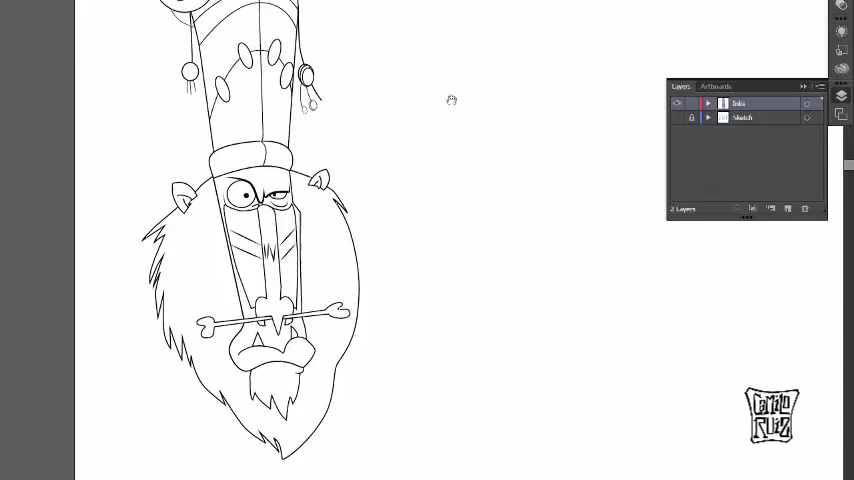 Layers
Artboards
Inks
Sketch
2 Layers
CAMILO
RUIZ